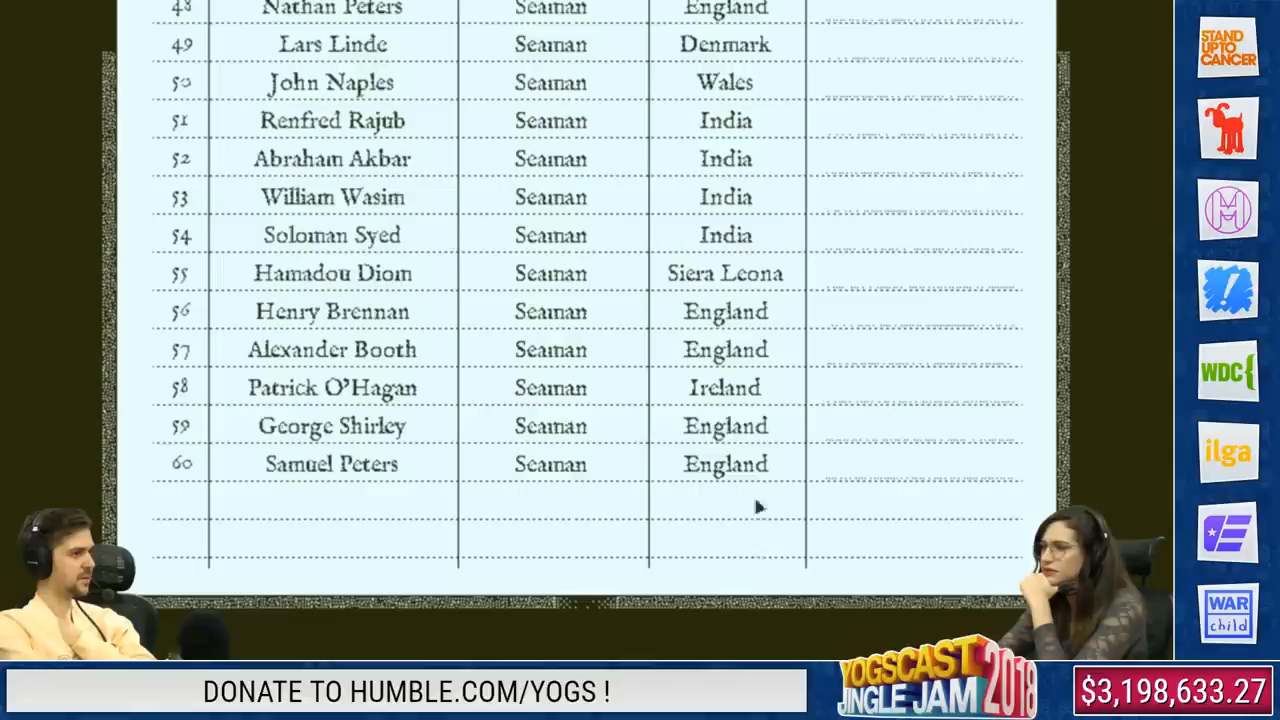 48 Nathan Peters Seaman England
49 Lars Linde Seaman Denmark
50 John Naples Seaman Wales
51 Renfred Rajub Seaman India
52 Abraham Akbar Seaman India
53 William Wasim Seaman India
54 Soloman Syed Seaman India
55 Hamadou Diom Seaman Siera Leona
56 Henry Brennan Seaman England
57 Alexander Booth Seaman England
58 Patrick O'Hagan Seaman Ireland
59 George Shirley Seaman England
60 Samuel Peters Seaman England
STAND
UP TO
CANCER
WDC
ilga
WAR
child
YOGSCAST
JINGLE JAM 2018
DONATE TO HUMBLE.COM/YOGS !
$3,198,633.27